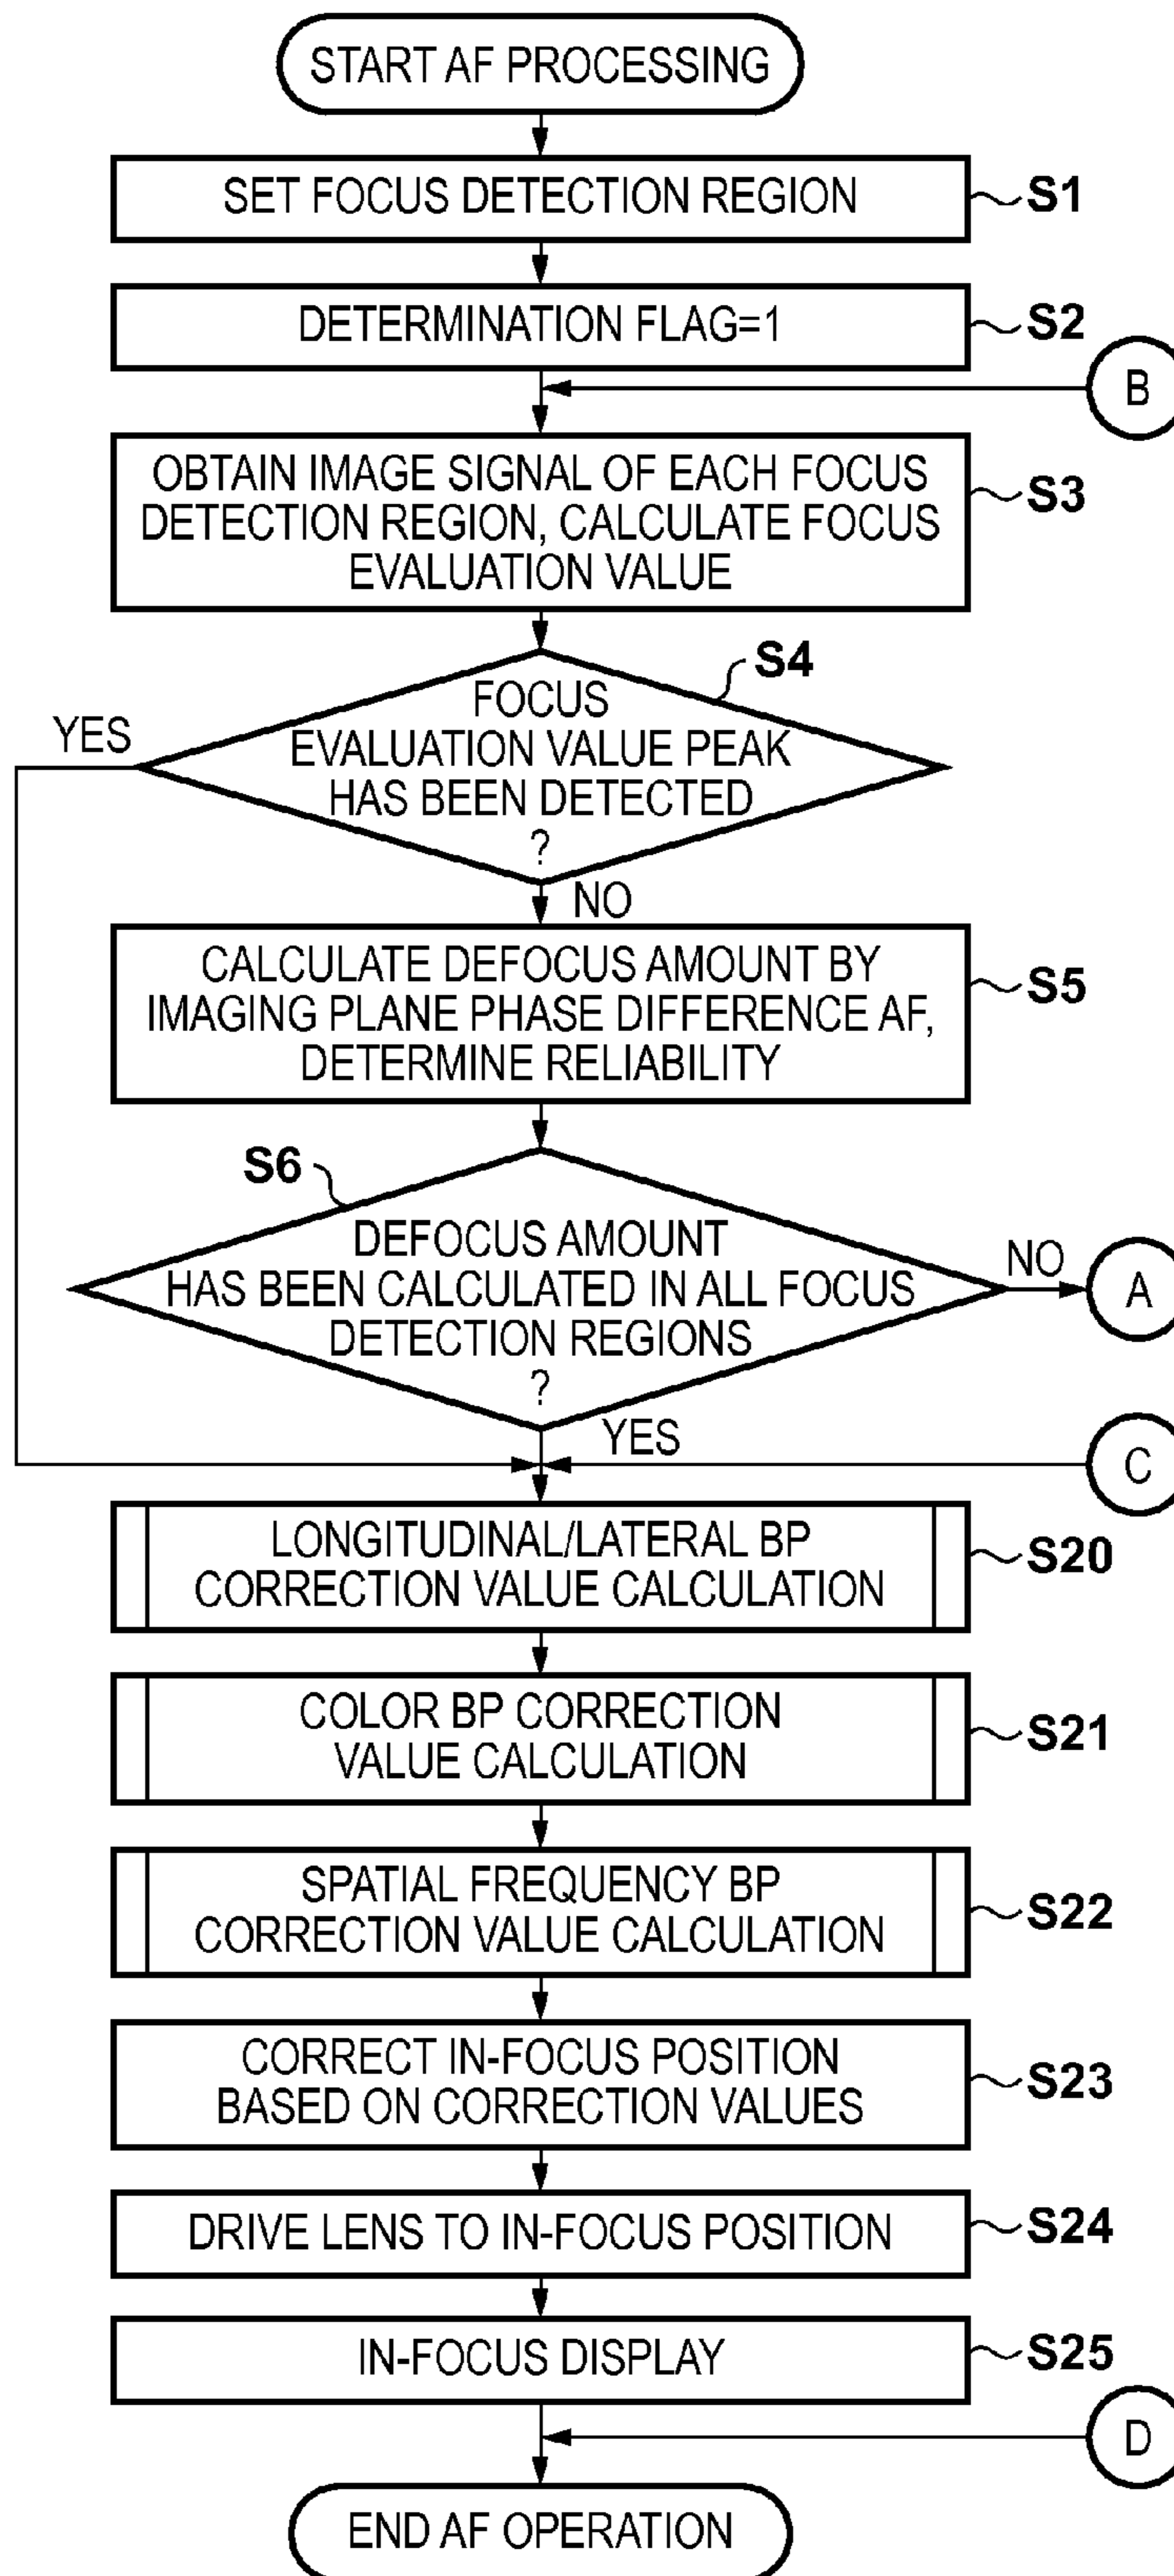 START AF PROCESSING
SET FOCUS DETECTION REGION
S1
DETERMINATION FLAG=1
S2
B
OBTAIN IMAGE SIGNAL OF EACH FOCUS
DETECTION REGION, CALCULATE FOCUS
EVALUATION VALUE
S3
S4
FOCUS
EVALUATION VALUE PEAK
HAS BEEN DETECTED
?
YES
NO
CALCULATE DEFOCUS AMOUNT BY
IMAGING PLANE PHASE DIFFERENCE AF,
DETERMINE RELIABILITY
S5
S6
DEFOCUS AMOUNT
HAS BEEN CALCULATED IN ALL FOCUS
DETECTION REGIONS
?
NO
A
YES
C
LONGITUDINAL/LATERAL BP
CORRECTION VALUE CALCULATION
S20
COLOR BP CORRECTION
VALUE CALCULATION
S21
SPATIAL FREQUENCY BP
CORRECTION VALUE CALCULATION
S22
CORRECT IN-FOCUS POSITION
BASED ON CORRECTION VALUES
S23
DRIVE LENS TO IN-FOCUS POSITION
S24
IN-FOCUS DISPLAY
S25
D
END AF OPERATION